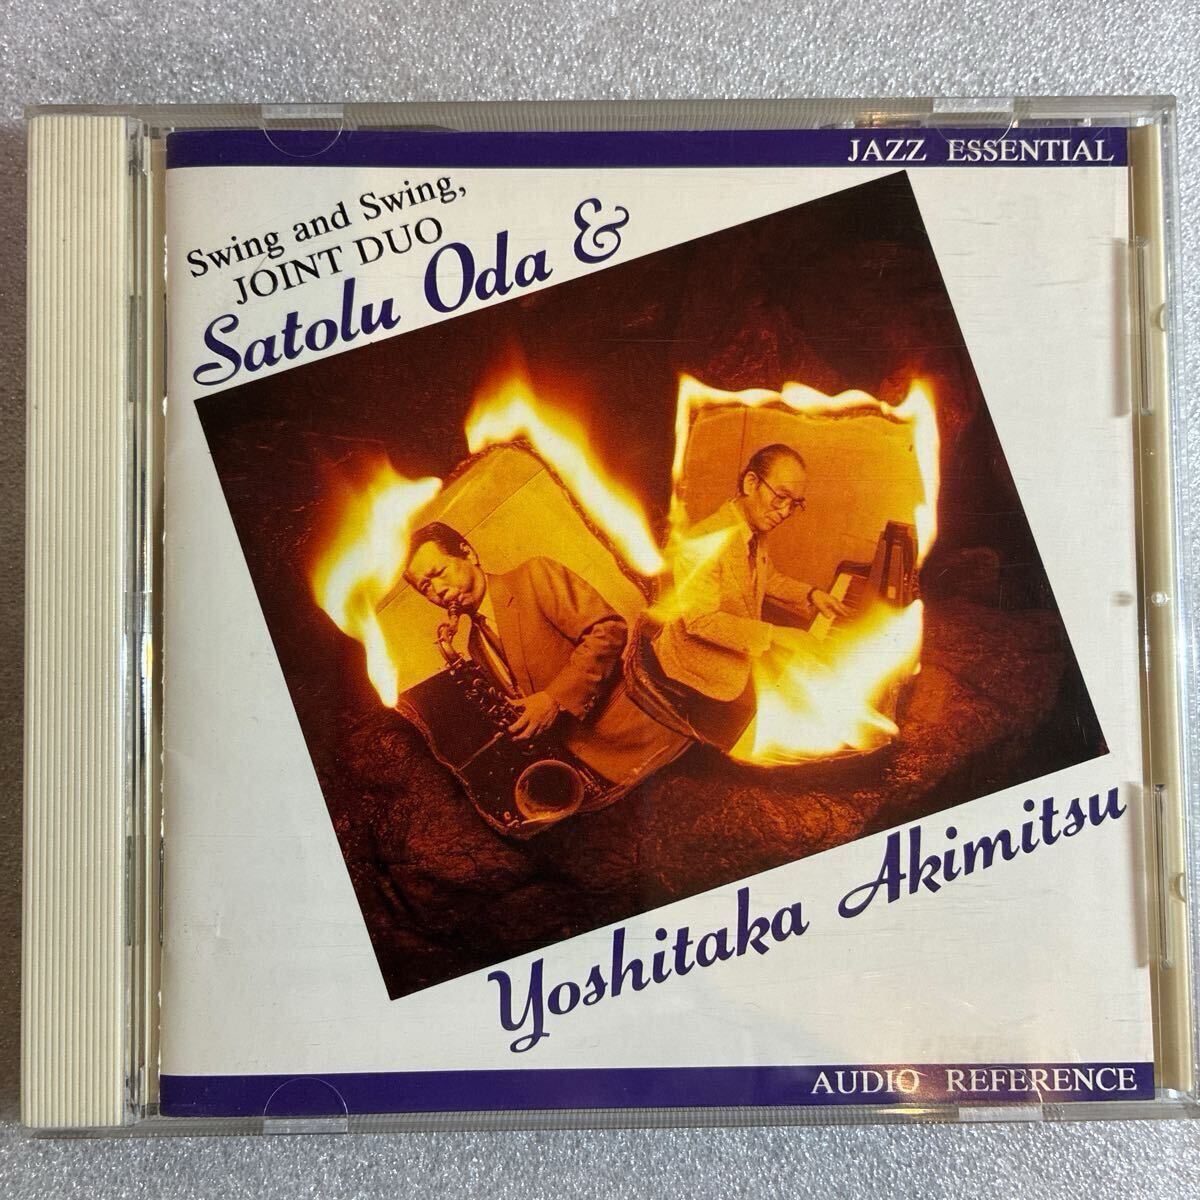 JAZZ ESSENTIAL
Swing and Swing,
JOINT DUO
Satolu Oda &
Yoshitaka Akimitsu
AUDIO REFERENCE